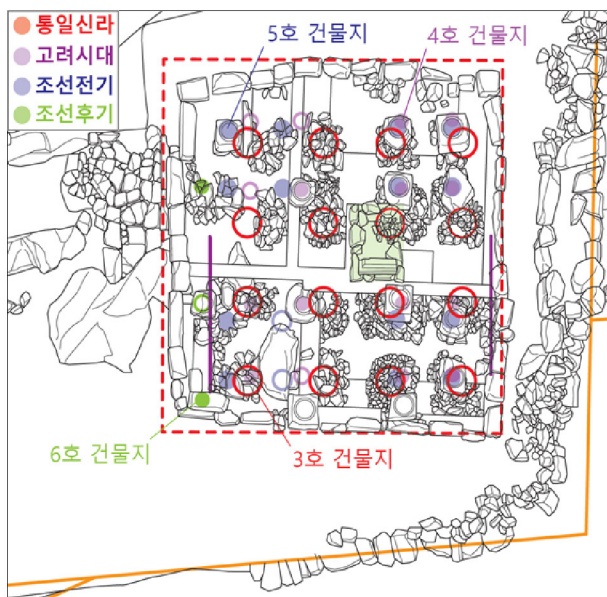 통일신라
고려시대
조선전기
조선후기
5호 건물지
4호 건물지
6호 건물지
3호 건물지